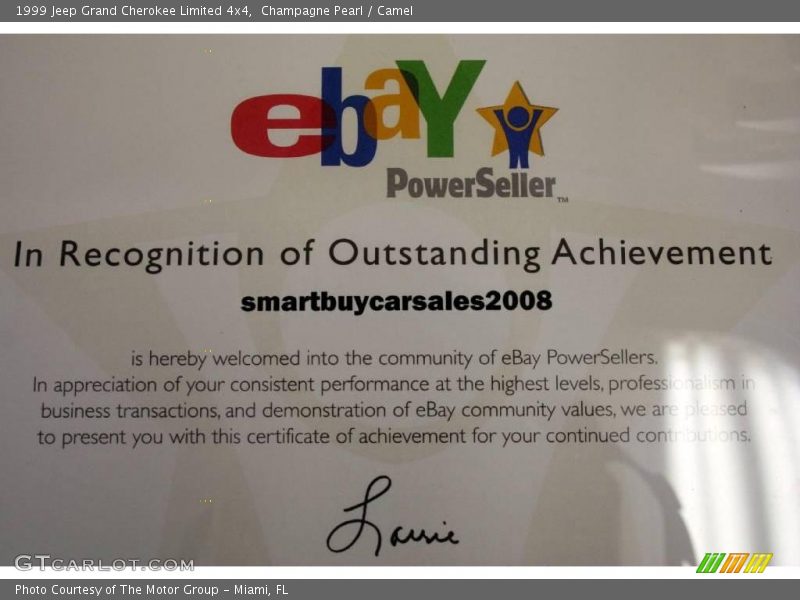 1999 Jeep Grand Cherokee Limited 4x4,  Champagne Pearl / Camel
ebaY
PowerSeller™
In Recognition of Outstanding Achievement
smartbuycarsales2008
is hereby welcomed into the community of eBay PowerSellers.
In appreciation of your consistent performance at the highest levels, professionalism in
business transactions, and demonstration of eBay community values, we are pleased
to present you with this certificate of achievement for your continued contributions.
Laurie
GTcarlot.com
Photo Courtesy of The Motor Group – Miami, FL